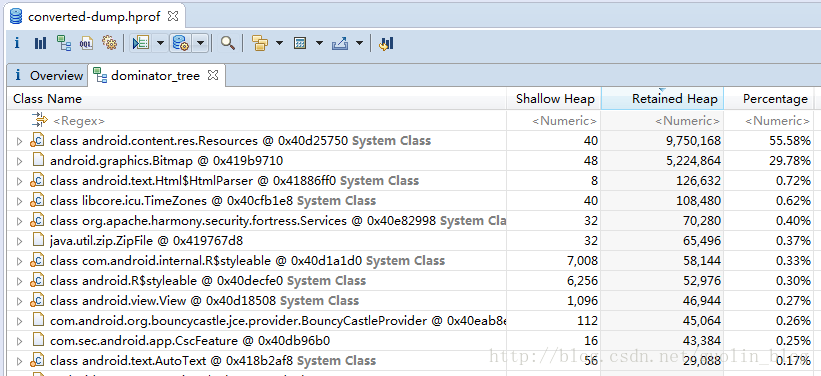 converted-dump.hprof
i OQL
i Overview dominator_tree
Class Name Shallow Heap Retained Heap Percentage
<Regex> <Numeric> <Numeric> <Numeric>
class android.content.res.Resources @ 0x40d25750 System Class 40 9,750,168 55.58%
android.graphics.Bitmap @ 0x419b9710 48 5,224,864 29.78%
class android.text.Html$HtmlParser @ 0x41886ff0 System Class 8 126,632 0.72%
class libcore.icu.TimeZones @ 0x40cfb1e8 System Class 40 108,480 0.62%
class org.apache.harmony.security.fortress.Services @ 0x40e82998 System Cla 32 70,280 0.40%
java.util.zip.ZipFile @ 0x419767d8 32 65,496 0.37%
class com.android.internal.R$styleable @ 0x40d1a1d0 System Class 7,008 58,144 0.33%
class android.R$styleable @ 0x40decfe0 System Class 6,256 52,976 0.30%
class android.view.View @ 0x40d18508 System Class 1,096 46,944 0.27%
com.android.org.bouncycastle.jce.provider.BouncyCastleProvider @ 0x40eab8e 112 45,064 0.26%
com.sec.android.app.CscFeature @ 0x40db96b0 16 43,384 0.25%
class android.text.AutoText @ 0x418b2af8 System Class 56 29,088 0.17%